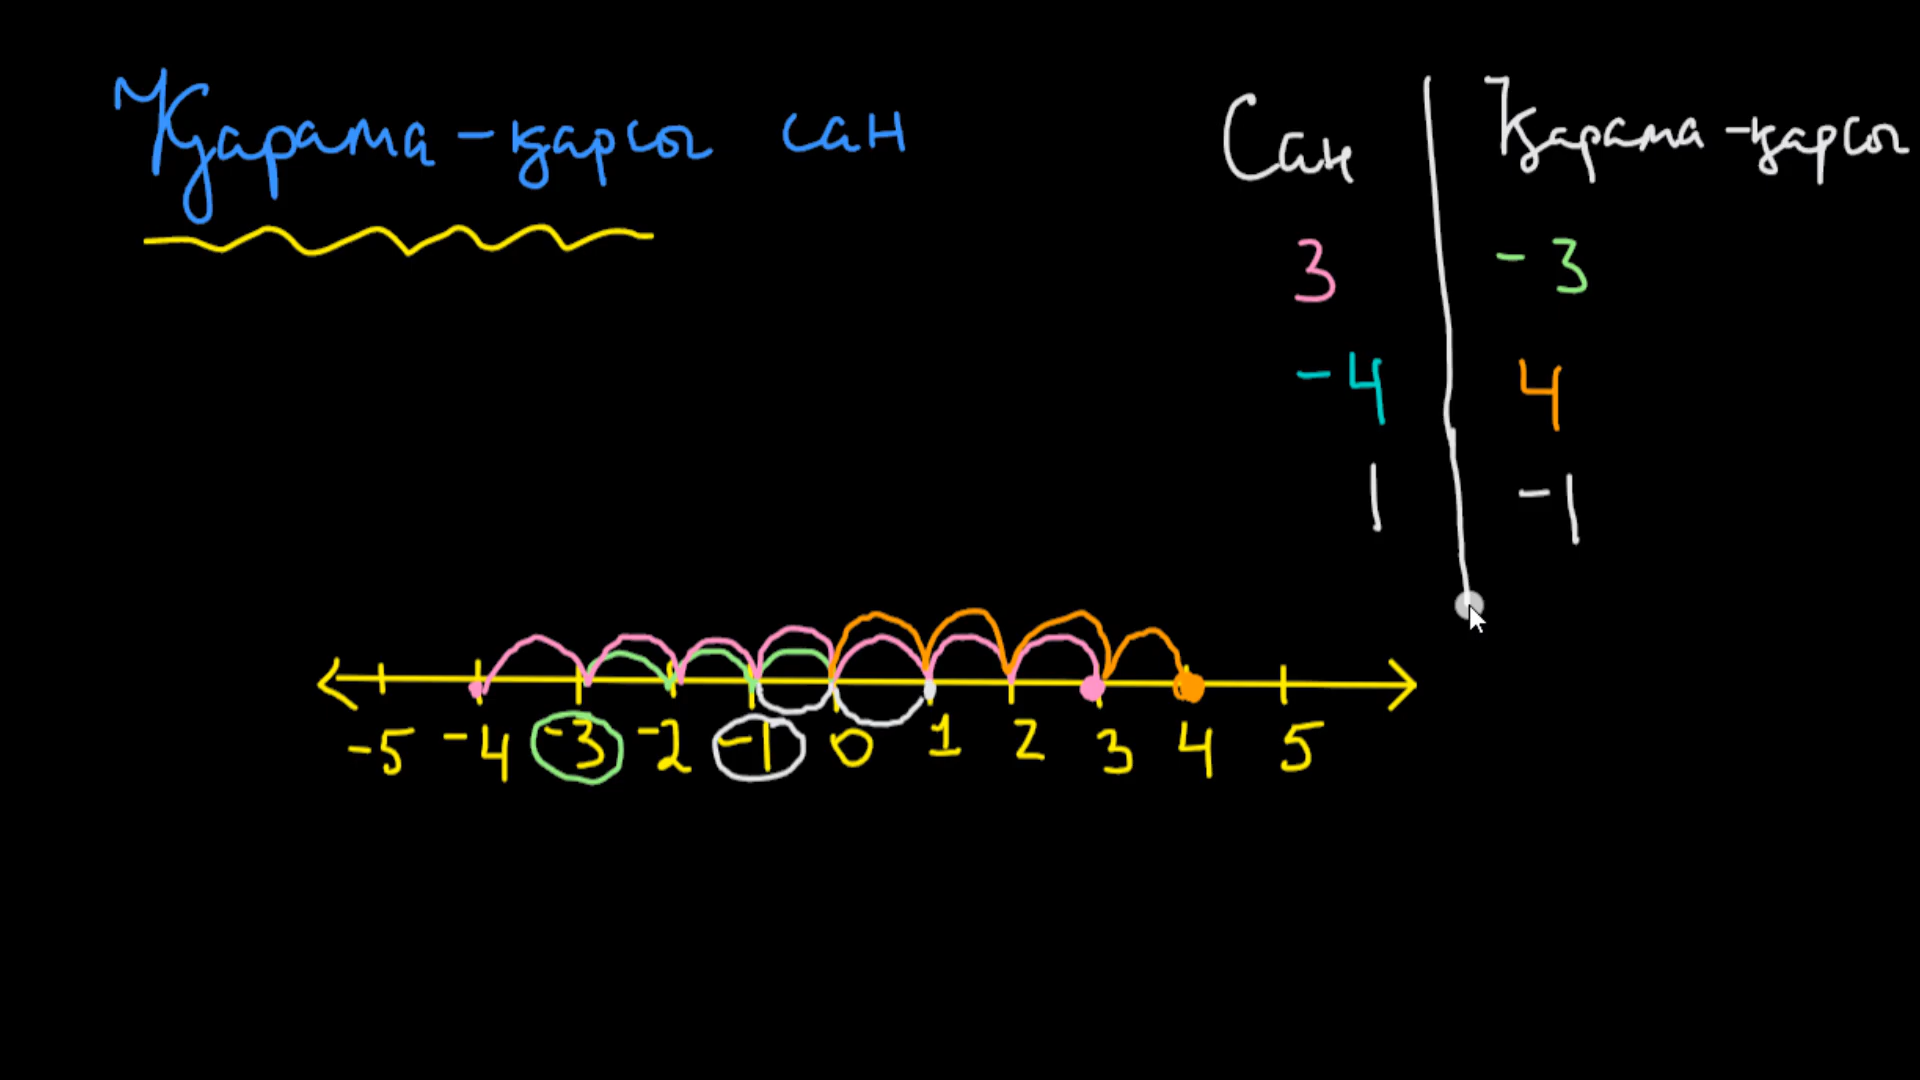 Қарама-қарсы сан
Сан Қарама-қарсы
3 -3
-4 4
1 -1
-5 -4 -3 -2 -1 0 1 2 3 4 5